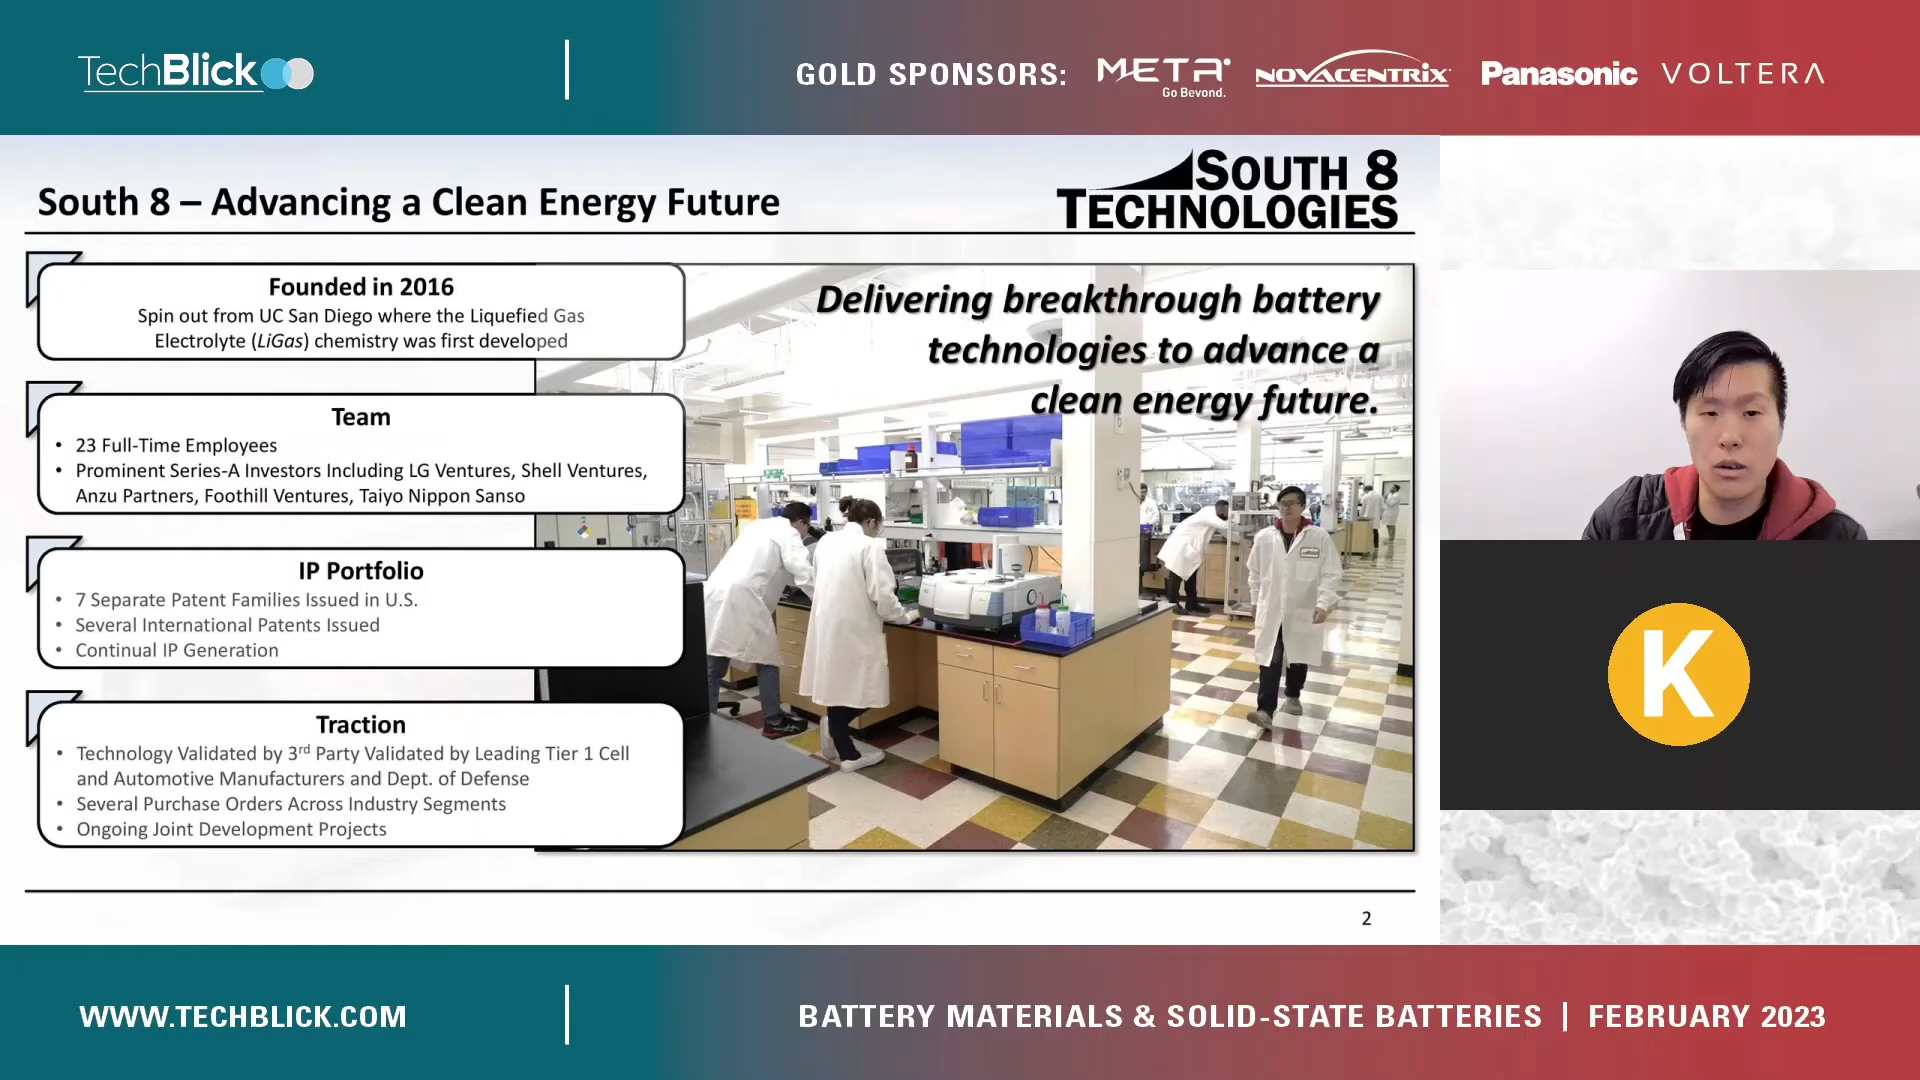 TechBlick
GOLD SPONSORS:
META
Go Beyond.
NOVACENTRIX
Panasonic
VOLTERA
South 8 – Advancing a Clean Energy Future
SOUTH 8
TECHNOLOGIES
Founded in 2016
Spin out from UC San Diego where the Liquefied Gas
Electrolyte (LiGas) chemistry was first developed
Delivering breakthrough battery
technologies to advance a
clean energy future.
Team
• 23 Full-Time Employees
• Prominent Series-A Investors Including LG Ventures, Shell Ventures,
Anzu Partners, Foothill Ventures, Taiyo Nippon Sanso
IP Portfolio
• 7 Separate Patent Families Issued in U.S.
• Several International Patents Issued
• Continual IP Generation
Traction
• Technology Validated by 3rd Party Validated by Leading Tier 1 Cell
and Automotive Manufacturers and Dept. of Defense
• Several Purchase Orders Across Industry Segments
• Ongoing Joint Development Projects
K
2
WWW.TECHBLICK.COM
BATTERY MATERIALS & SOLID-STATE BATTERIES | FEBRUARY 2023